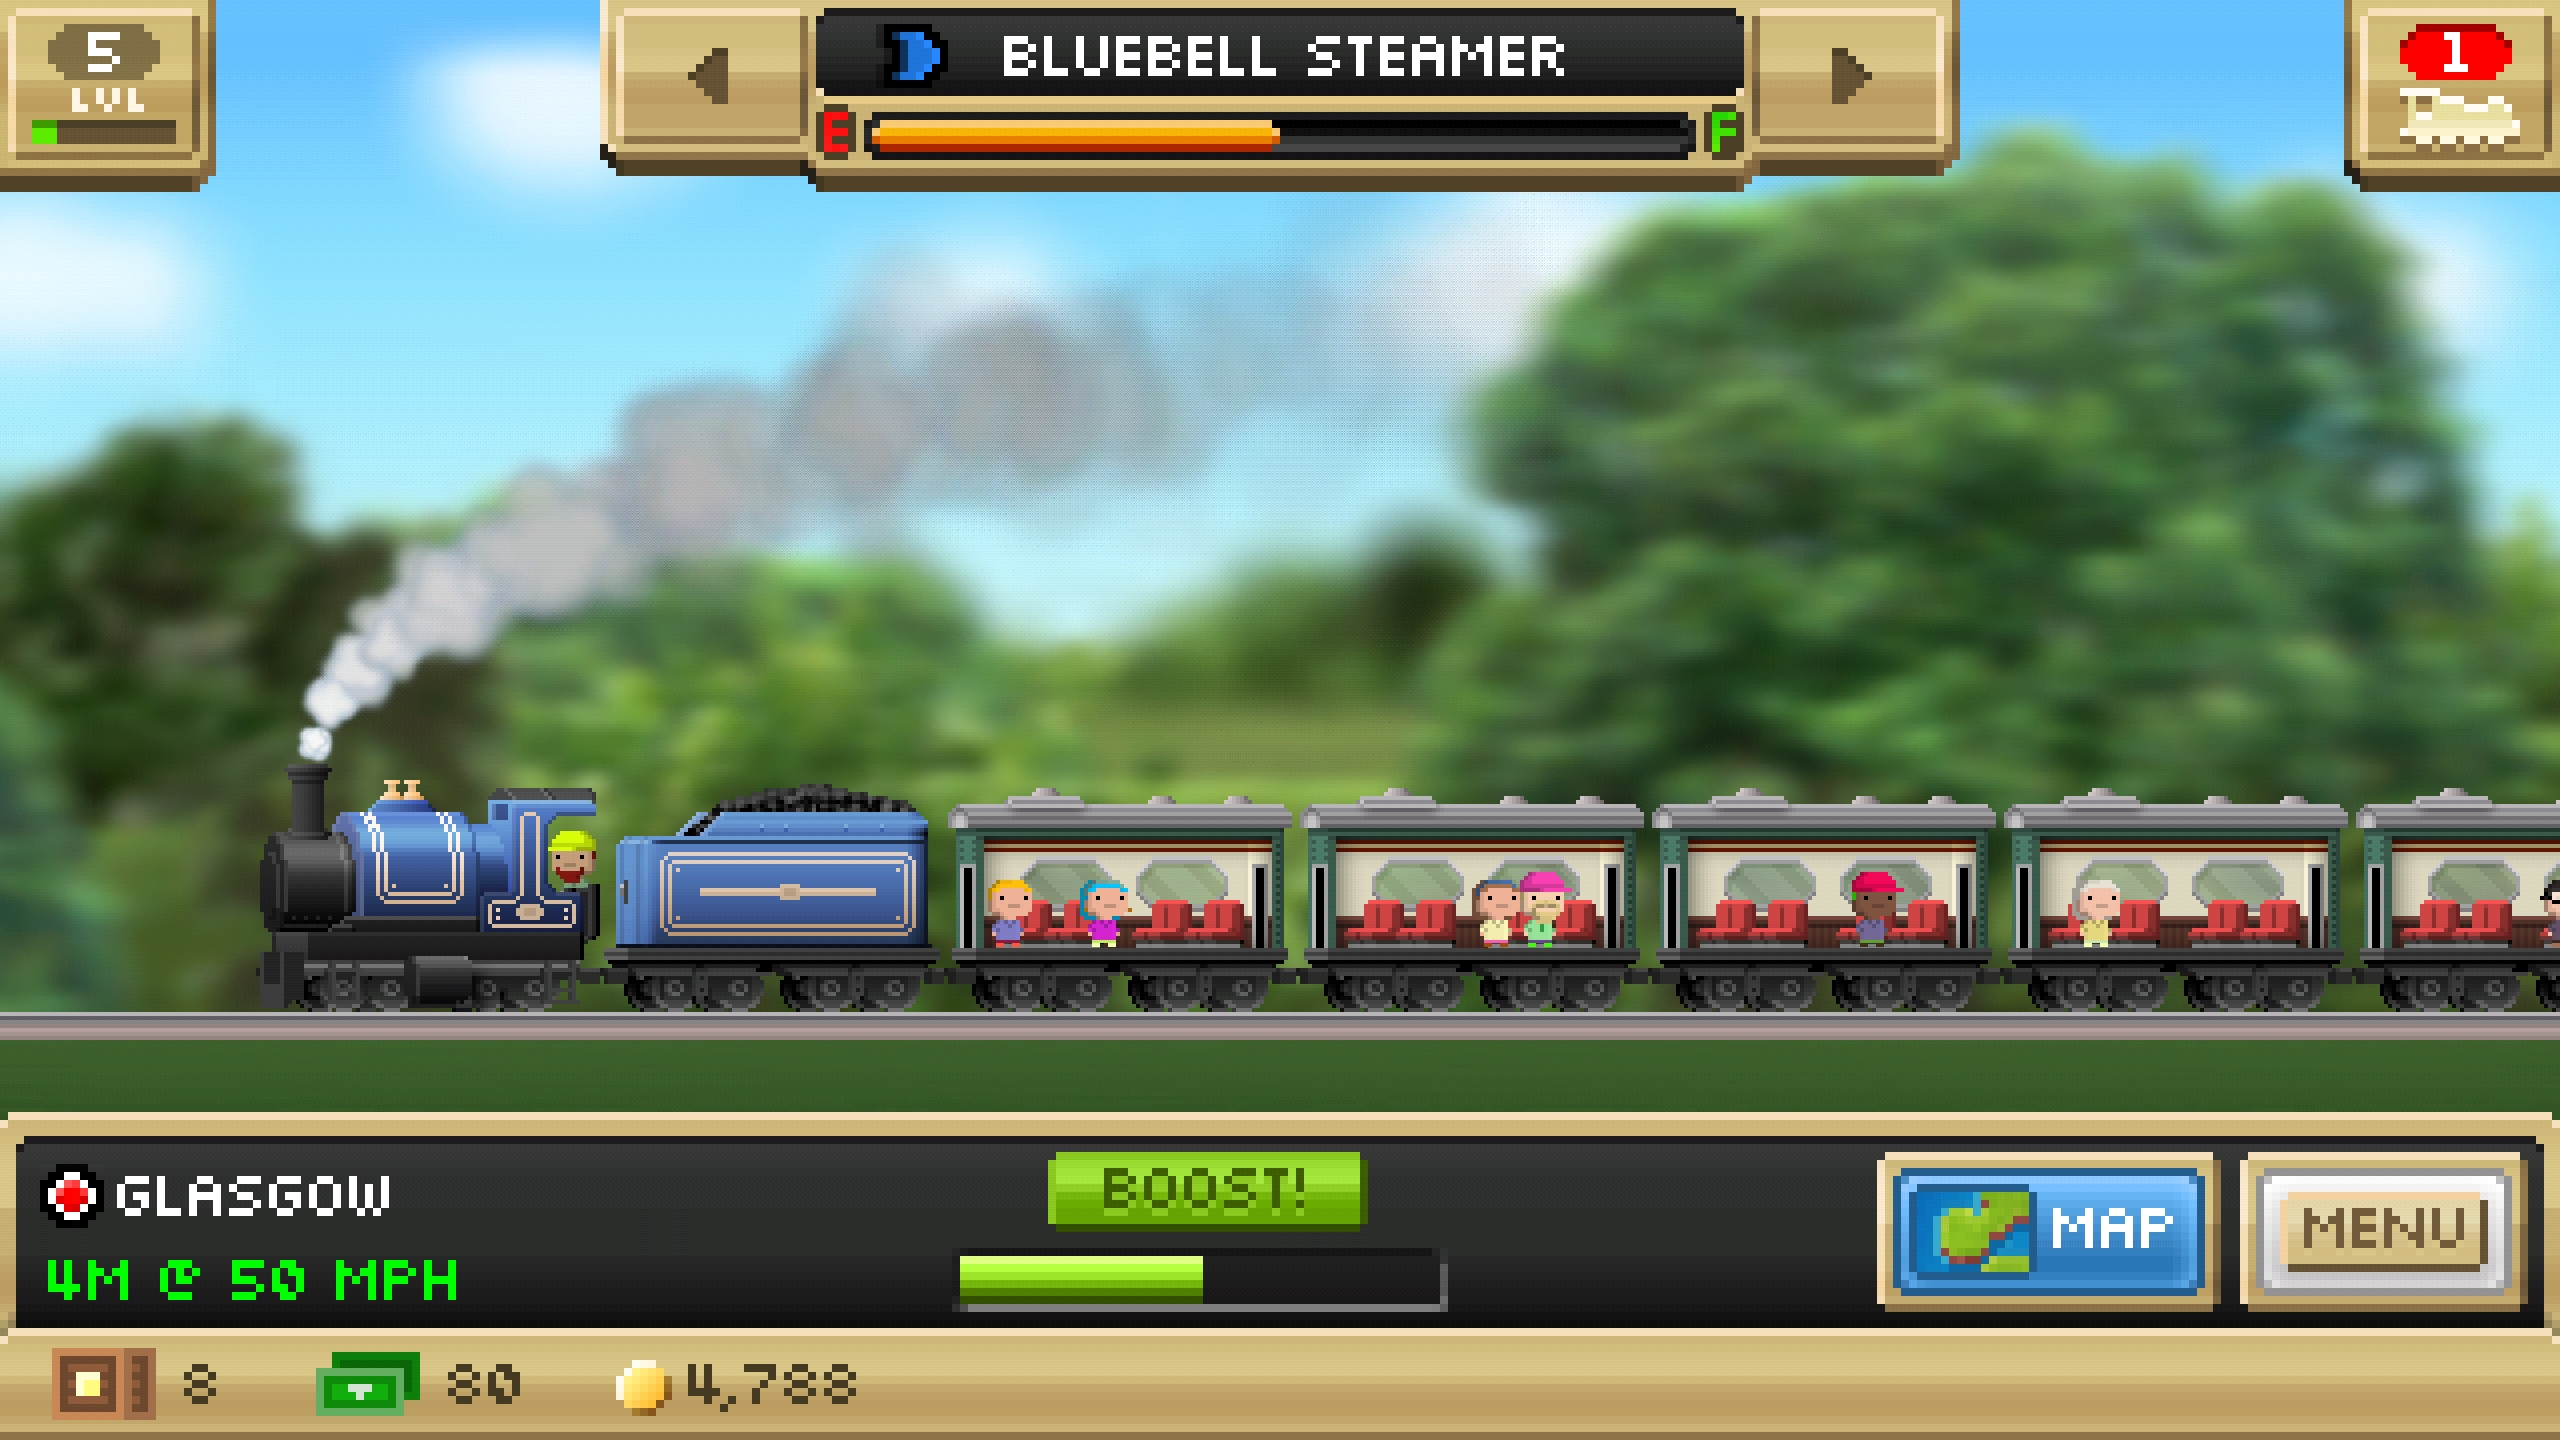 5
LVL
BLUEBELL STEAMER
E F
1
GLASGOW
4M @ 50 MPH
BOOST!
MAP
MENU
8 80 4,788